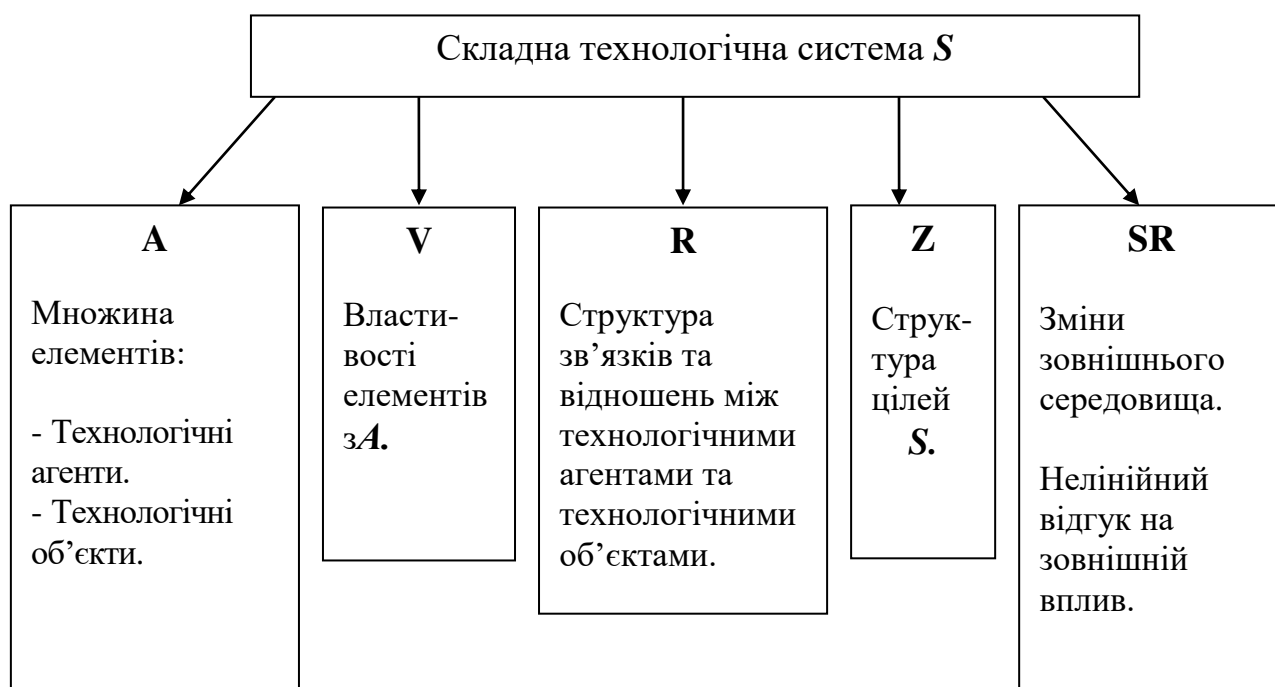 Складна технологічна система S
A
Множина
елементів:
- Технологічні
агенти.
- Технологічні
об’єкти.
V
Власти-
вості
елементів
зA.
R
Структура
зв’язків та
відношень між
технологічними
агентами та
технологічними
об’єктами.
Z
Струк-
тура
цілей
S.
SR
Зміни
зовнішнього
середовища.
Нелінійний
відгук на
зовнішній
вплив.